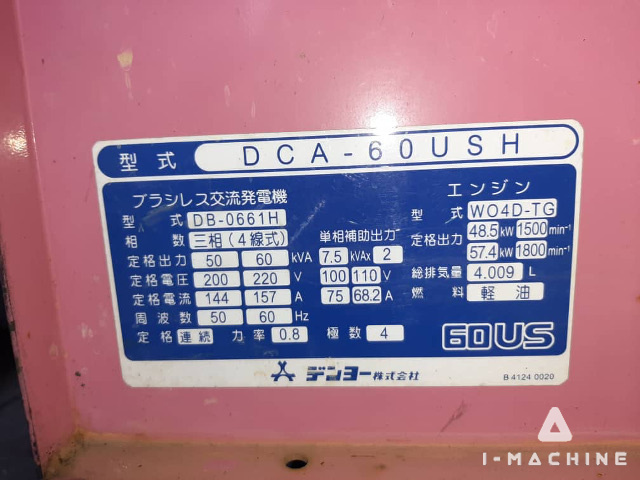 型式 DCA-60USH
ブラシレス交流発電機
型 式 DB-0661H
相 数 三相(4線式)
定格出力 50 60 kVA
定格電圧 200 220 V
定格電流 144 157 A
周波数 50 60 Hz
定格 連続 力率 0.8 極数 4
単相補助出力
7.5 kVAx 2
100 110 V
75 68.2 A
エンジン
型 式 WO4D-TG
定格出力 48.5 kW 1500 min⁻¹
57.4 kW 1800 min⁻¹
総排気量 4.009 L
燃 料 軽油
60US
デンヨー株式会社
B 4124 0020
I-MACHINE